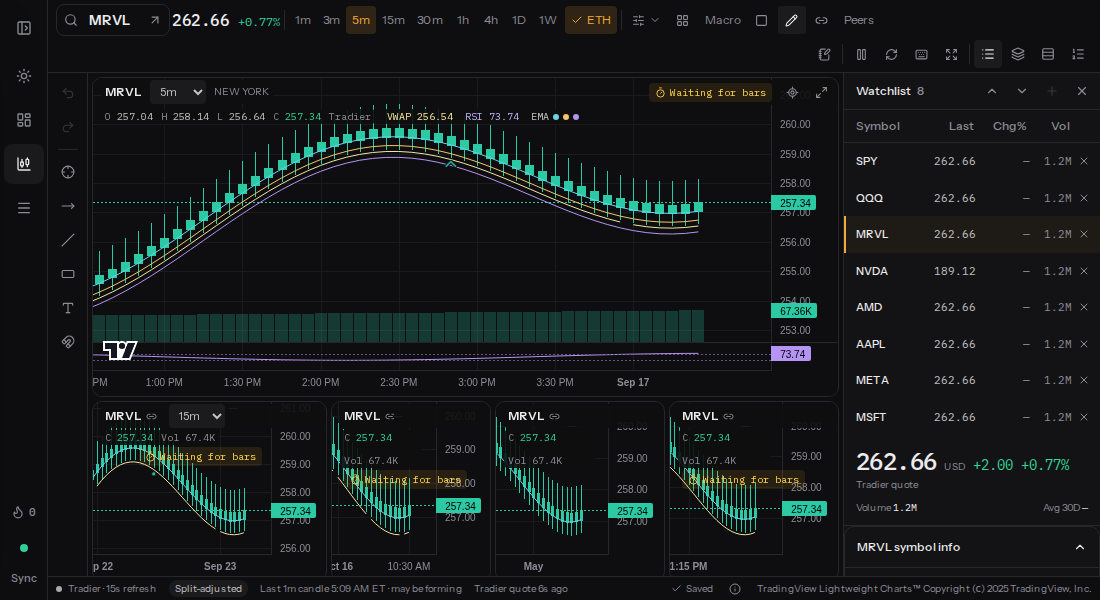 MRVL 262.66 +0.77% 1m 3m 5m 15m 30m 1h 4h 1D 1W ETH Macro Peers
MRVL 5m NEW YORK Waiting for bars
O 257.04 H 258.14 L 256.64 C 257.34 Tradier VWAP 256.54 RSI 73.74 EMA
260.00
259.00
258.00
257.34
257.00
256.00
255.00
254.00
67.36K
253.00
73.74
PM 1:00 PM 1:30 PM 2:00 PM 2:30 PM 3:00 PM 3:30 PM Sep 17
MRVL 15m
C 257.34 Vol 67.4K
Waiting for bars
260.00
259.00
258.00
257.34
257.00
256.00
p 22 Sep 23
MRVL
C 257.34
Vol 67.4K
Waiting for bars
259.00
257.34
257.00
ct 16 10:30 AM
MRVL
C 257.34
Vol 67.4K
259.00
258.00
257.34
257.00
May
MRVL
C 257.34
Vol 67.4K
Waiting for bars
259.00
258.00
257.34
257.00
1:15 PM
Watchlist 8
Symbol Last Chg% Vol
SPY 262.66 — 1.2M
QQQ 262.66 — 1.2M
MRVL 262.66 — 1.2M
NVDA 189.12 — 1.2M
AMD 262.66 — 1.2M
AAPL 262.66 — 1.2M
META 262.66 — 1.2M
MSFT 262.66 — 1.2M
262.66 USD +2.00 +0.77%
Tradier quote
Volume 1.2M Avg 30D —
MRVL symbol info
0
Sync
Tradier · 15s refresh Split-adjusted Last 1m candle 5:09 AM ET · may be forming Tradier quote 6s ago Saved TradingView Lightweight Charts™ Copyright (c) 2025 TradingView, Inc.